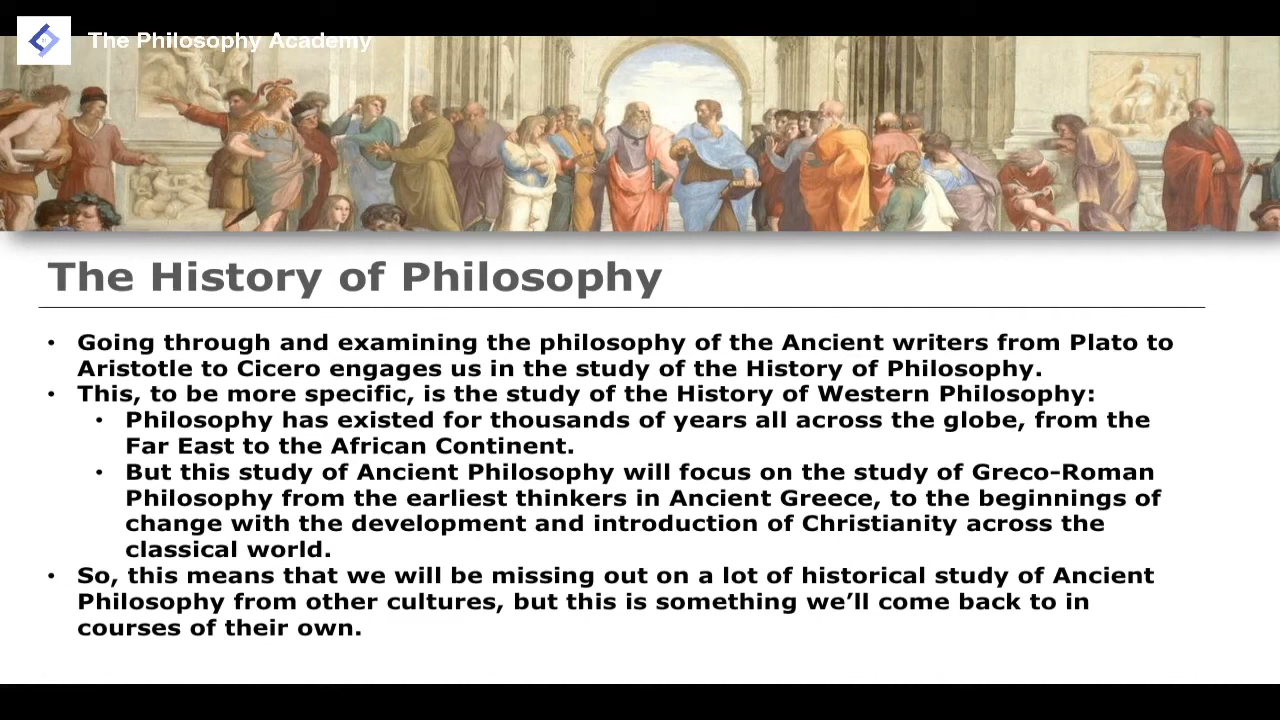 The Philosophy Academy
The History of Philosophy
• Going through and examining the philosophy of the Ancient writers from Plato to
Aristotle to Cicero engages us in the study of the History of Philosophy.
• This, to be more specific, is the study of the History of Western Philosophy:
• Philosophy has existed for thousands of years all across the globe, from the
Far East to the African Continent.
• But this study of Ancient Philosophy will focus on the study of Greco-Roman
Philosophy from the earliest thinkers in Ancient Greece, to the beginnings of
change with the development and introduction of Christianity across the
classical world.
• So, this means that we will be missing out on a lot of historical study of Ancient
Philosophy from other cultures, but this is something we’ll come back to in
courses of their own.